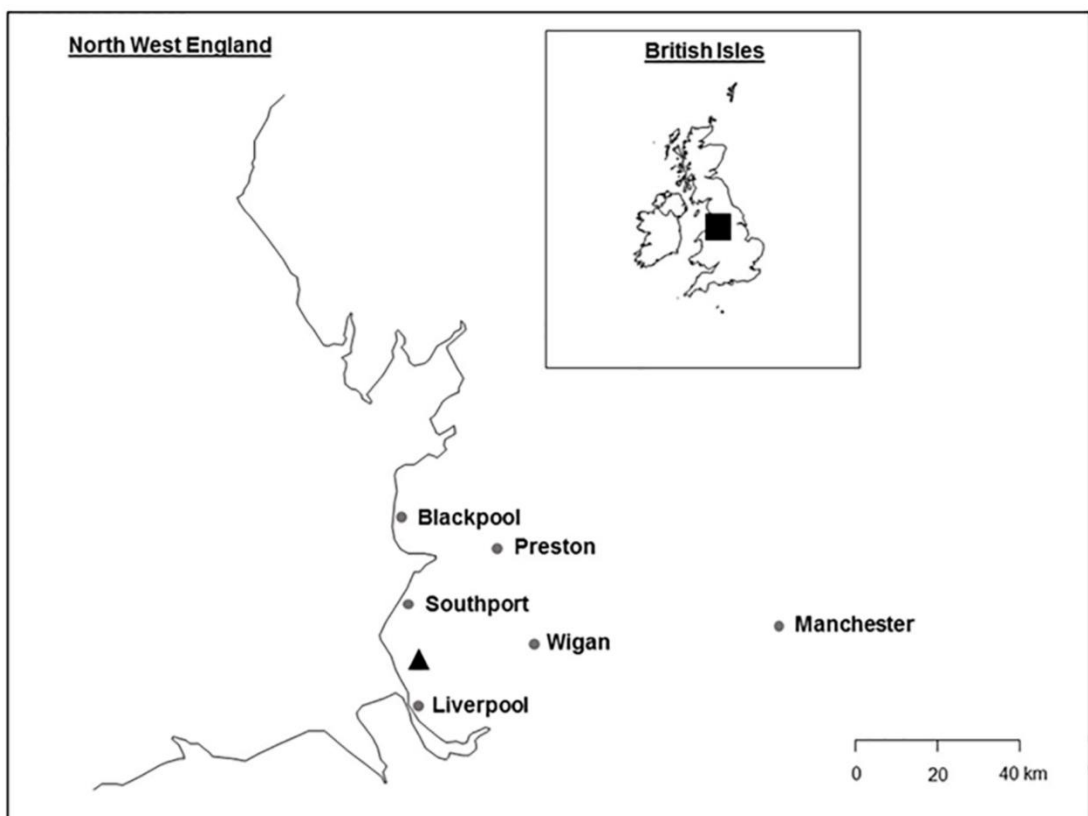 North West England
British Isles
Blackpool
Preston
Southport
Manchester
Wigan
Liverpool
0 20 40 km